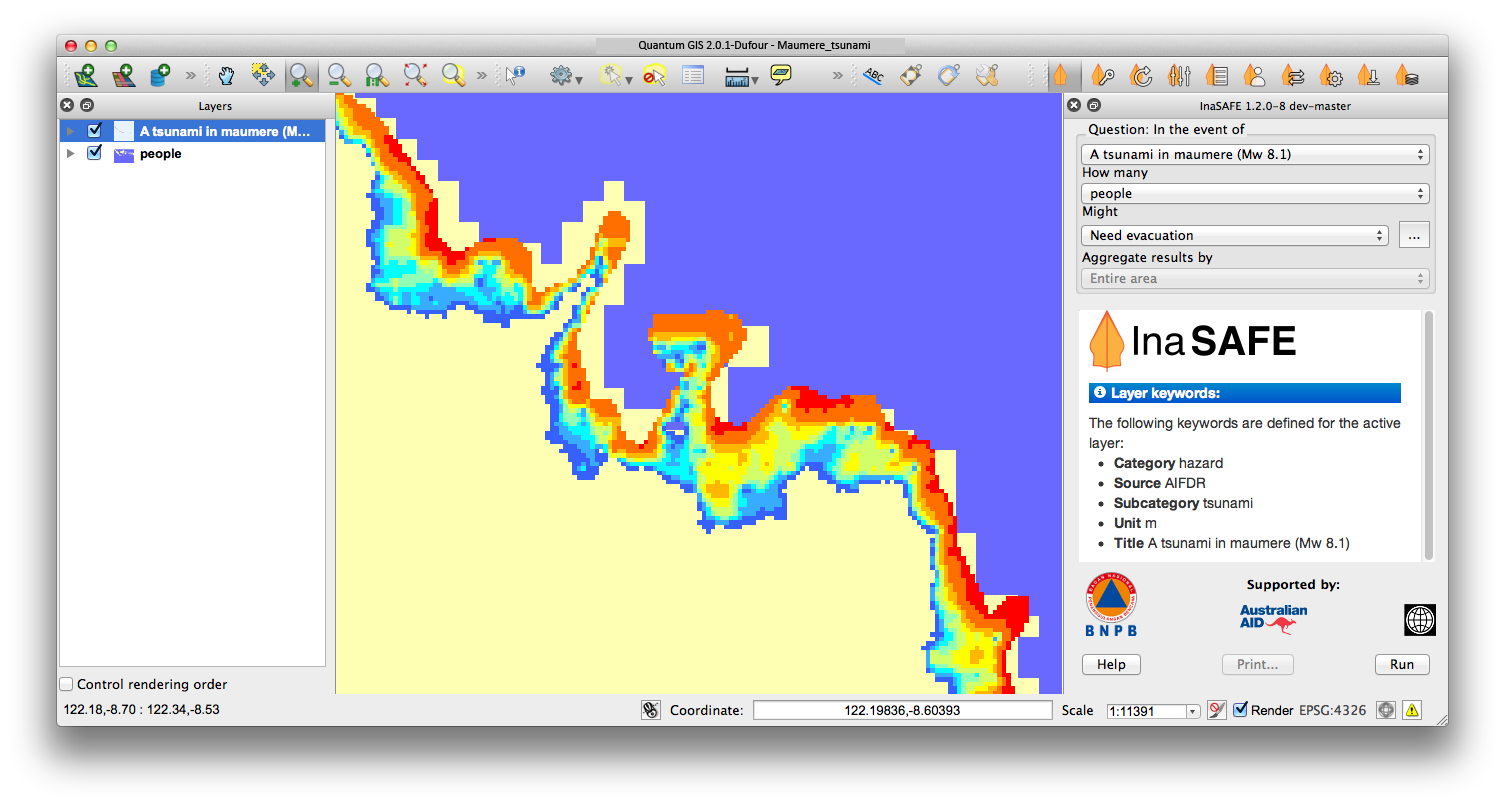 Quantum GIS 2.0.1-Dufour - Maumere_tsunami
ABC
Layers
InaSAFE 1.2.0-8 dev-master
A tsunami in maumere (M...
people
Question: In the event of
A tsunami in maumere (Mw 8.1)
How many
people
Might
Need evacuation
...
Aggregate results by
Entire area
InaSAFE
Layer keywords:
The following keywords are defined for the active
layer:
• Category hazard
• Source AIFDR
• Subcategory tsunami
• Unit m
• Title A tsunami in maumere (Mw 8.1)
BNPB
Supported by:
Australian
AID
Help
Print...
Run
Control rendering order
122.18,-8.70 : 122.34,-8.53
Coordinate:
122.19836,-8.60393
Scale
1:11391
Render
EPSG:4326